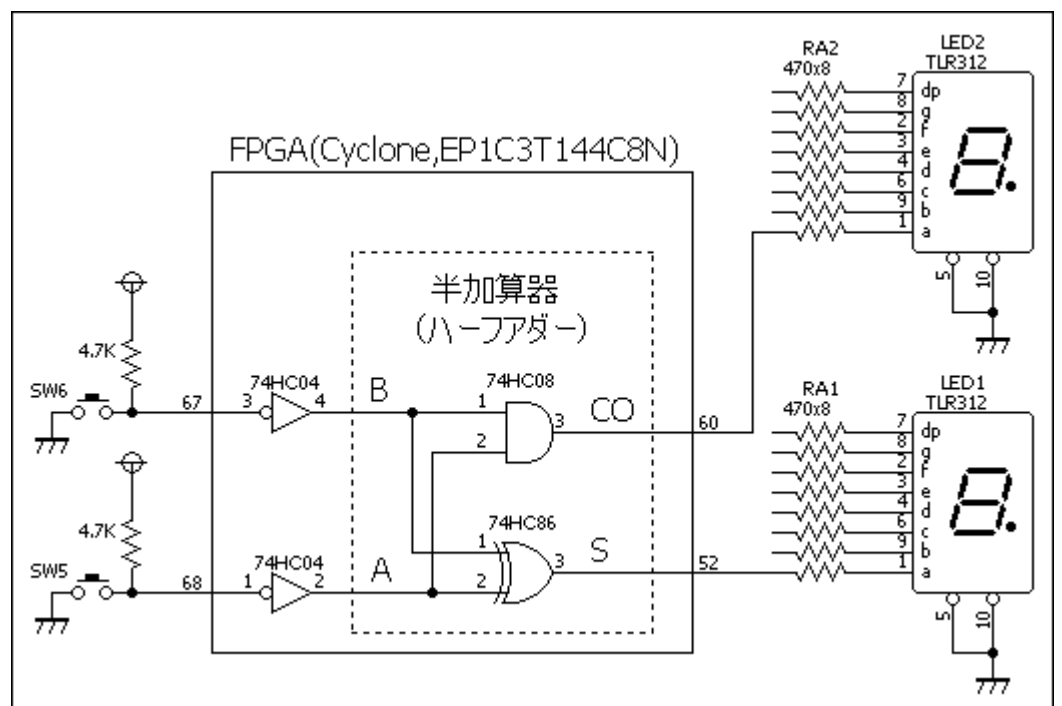 FPGA(Cyclone,EP1C3T144C8N)
半加算器
(ハーフアダー)
4.7K
SW6
67
3
74HC04
4
B
4.7K
SW5
68
1
74HC04
2
A
74HC08
1
2
3
CO
60
74HC86
1
2
3
S
52
RA2
470x8
LED2
TLR312
7 dp
8 g
2 f
3 e
4 d
6 c
9 b
1 a
5
10
RA1
470x8
LED1
TLR312
7 dp
8 g
2 f
3 e
4 d
6 c
9 b
1 a
5
10